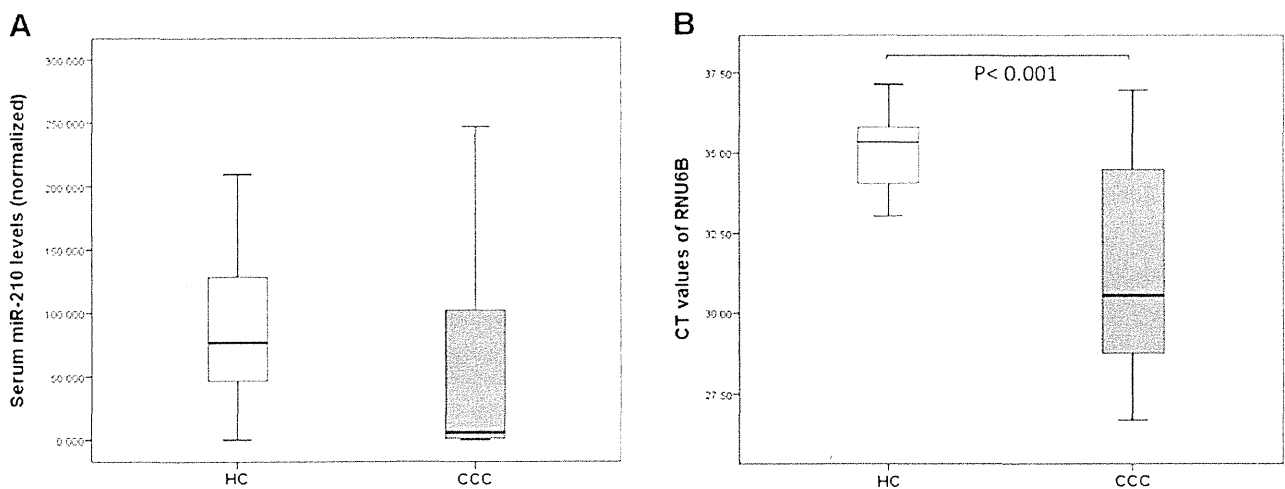 A
Serum miR-210 levels (normalized)
300 000
250 000
200 000
150 000
100 000
50 000
0 000
HC
CCC
B
CT values of RNU6B
P< 0.001
37 50
35 00
32 50
30 00
27 50
HC
CCC